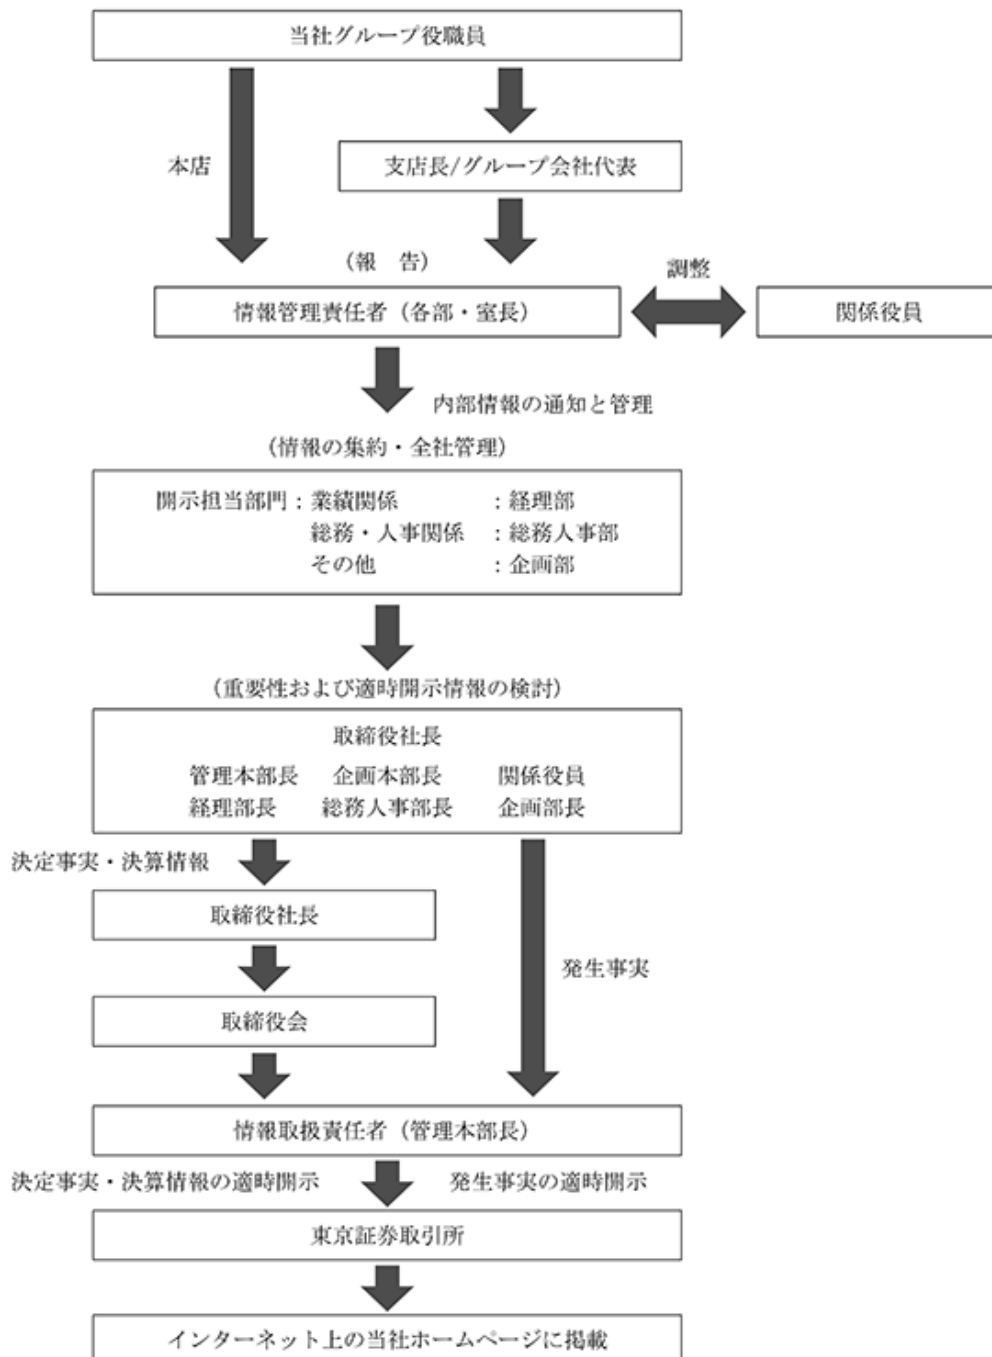 当社グループ役職員
本店
支店長/グループ会社代表
(報　告)
調整
情報管理責任者（各部・室長）
関係役員
内部情報の通知と管理
（情報の集約・全社管理）
開示担当部門：業績関係　：経理部
総務・人事関係　：総務人事部
その他　：企画部
（重要性および適時開示情報の検討）
取締役社長
管理本部長　企画本部長　関係役員
経理部長　総務人事部長　企画部長
決定事実・決算情報
取締役社長
発生事実
取締役会
情報取扱責任者（管理本部長）
決定事実・決算情報の適時開示　発生事実の適時開示
東京証券取引所
インターネット上の当社ホームページに掲載